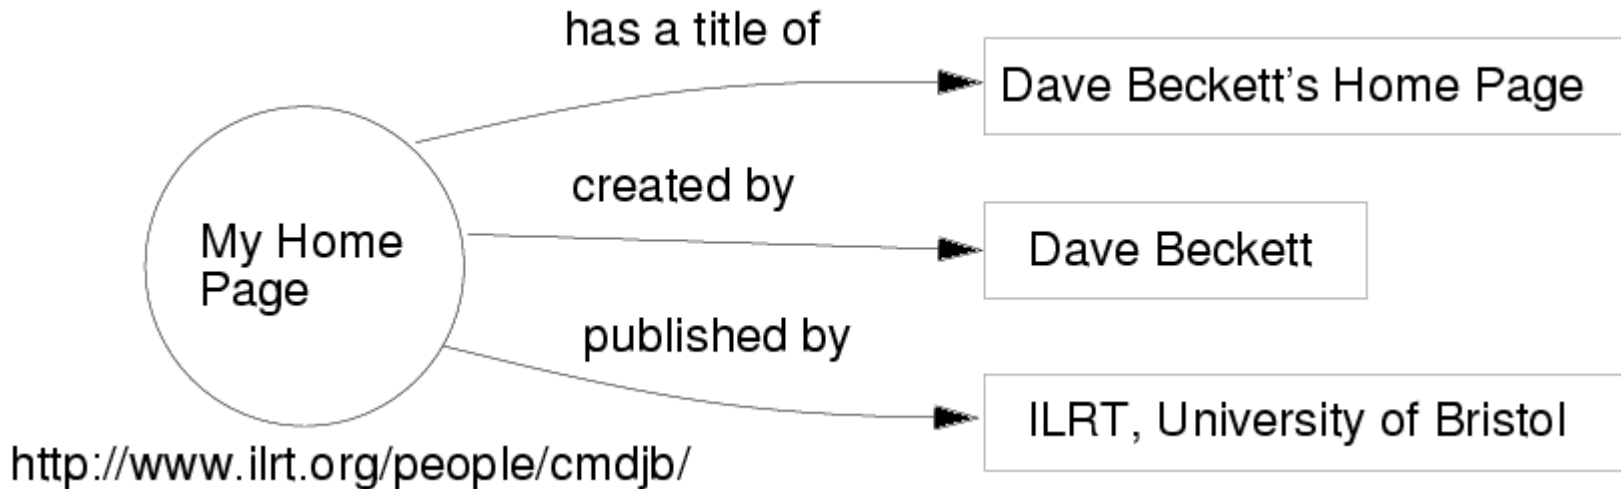 has a title of
Dave Beckett's Home Page
created by
My Home
Page
Dave Beckett
published by
ILRT, University of Bristol
http://www.ilrt.org/people/cmdjb/